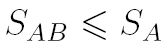 $S_{AB} \leqslant S_A$